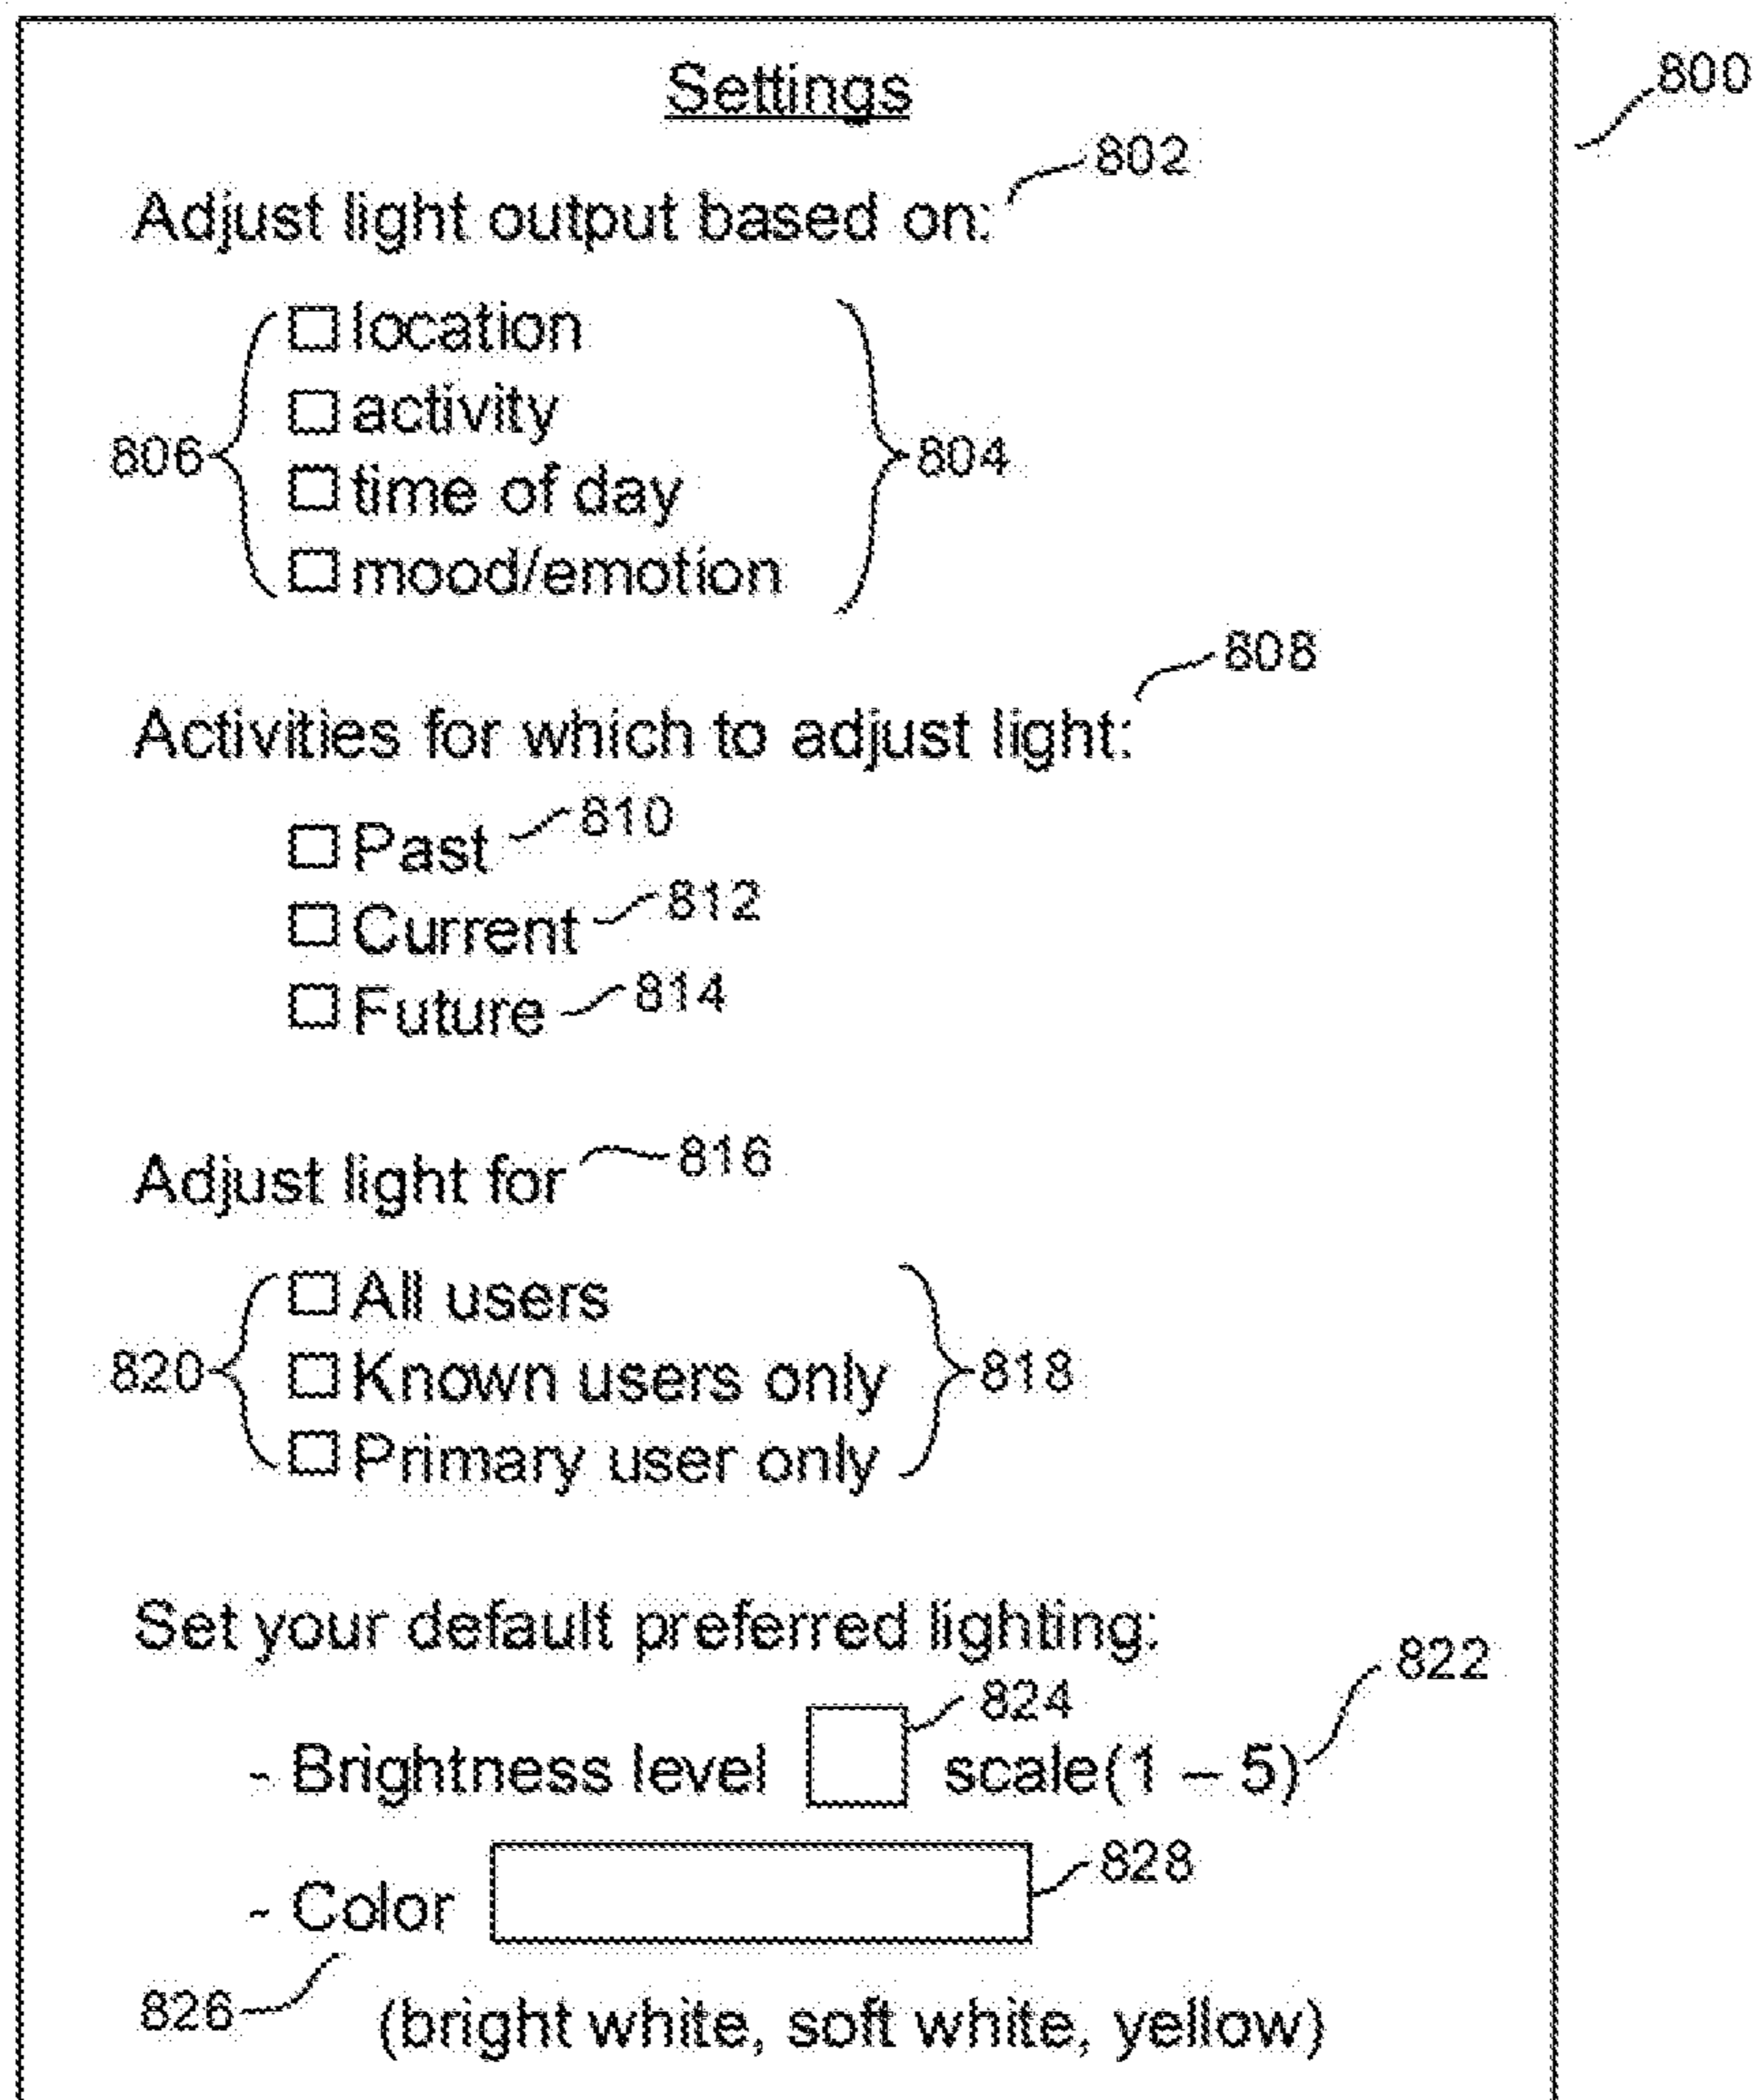 Settings
800
802
Adjust light output based on:
☐ location
☐ activity
806
804
☐ time of day
☐ mood/emotion
808
Activities for which to adjust light:
☐ Past 810
☐ Current 812
☐ Future 814
Adjust light for 816
☐ All users
820 ☐ Known users only 818
☐ Primary user only
Set your default preferred lighting:
822
824
- Brightness level scale(1 – 5)
- Color 828
826
(bright white, soft white, yellow)